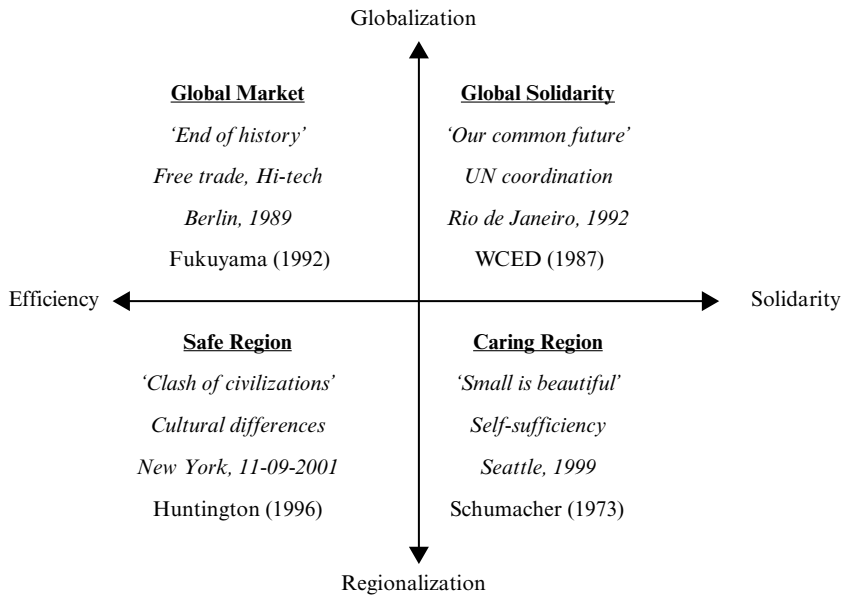 Globalization
Global Market
‘End of history’
Free trade, Hi-tech
Berlin, 1989
Fukuyama (1992)
Global Solidarity
‘Our common future’
UN coordination
Rio de Janeiro, 1992
WCED (1987)
Efficiency
Solidarity
Safe Region
‘Clash of civilizations’
Cultural differences
New York, 11-09-2001
Huntington (1996)
Caring Region
‘Small is beautiful’
Self-sufficiency
Seattle, 1999
Schumacher (1973)
Regionalization